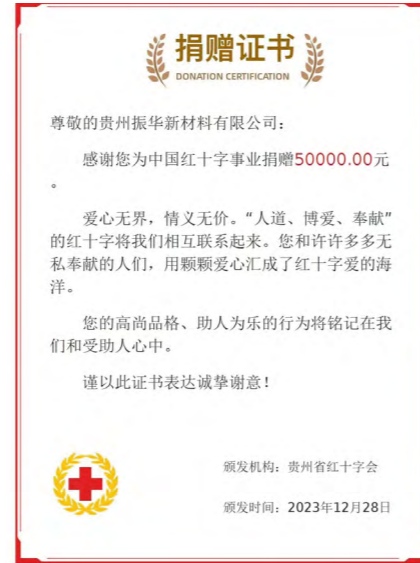 捐赠证书
DONATION CERTIFICATION
尊敬的贵州振华新材料有限公司：
感谢您为中国红十字事业捐赠50000.00元
。
爱心无界，情义无价。“人道、博爱、奉献”
的红十字将我们相互联系起来。您和许许多多无
私奉献的人们，用颗颗爱心汇成了红十字爱的海
洋。
您的高尚品格、助人为乐的行为将铭记在我
们和受助人心中。
谨以此证书表达诚挚谢意！
颁发机构：贵州省红十字会
颁发时间：2023年12月28日